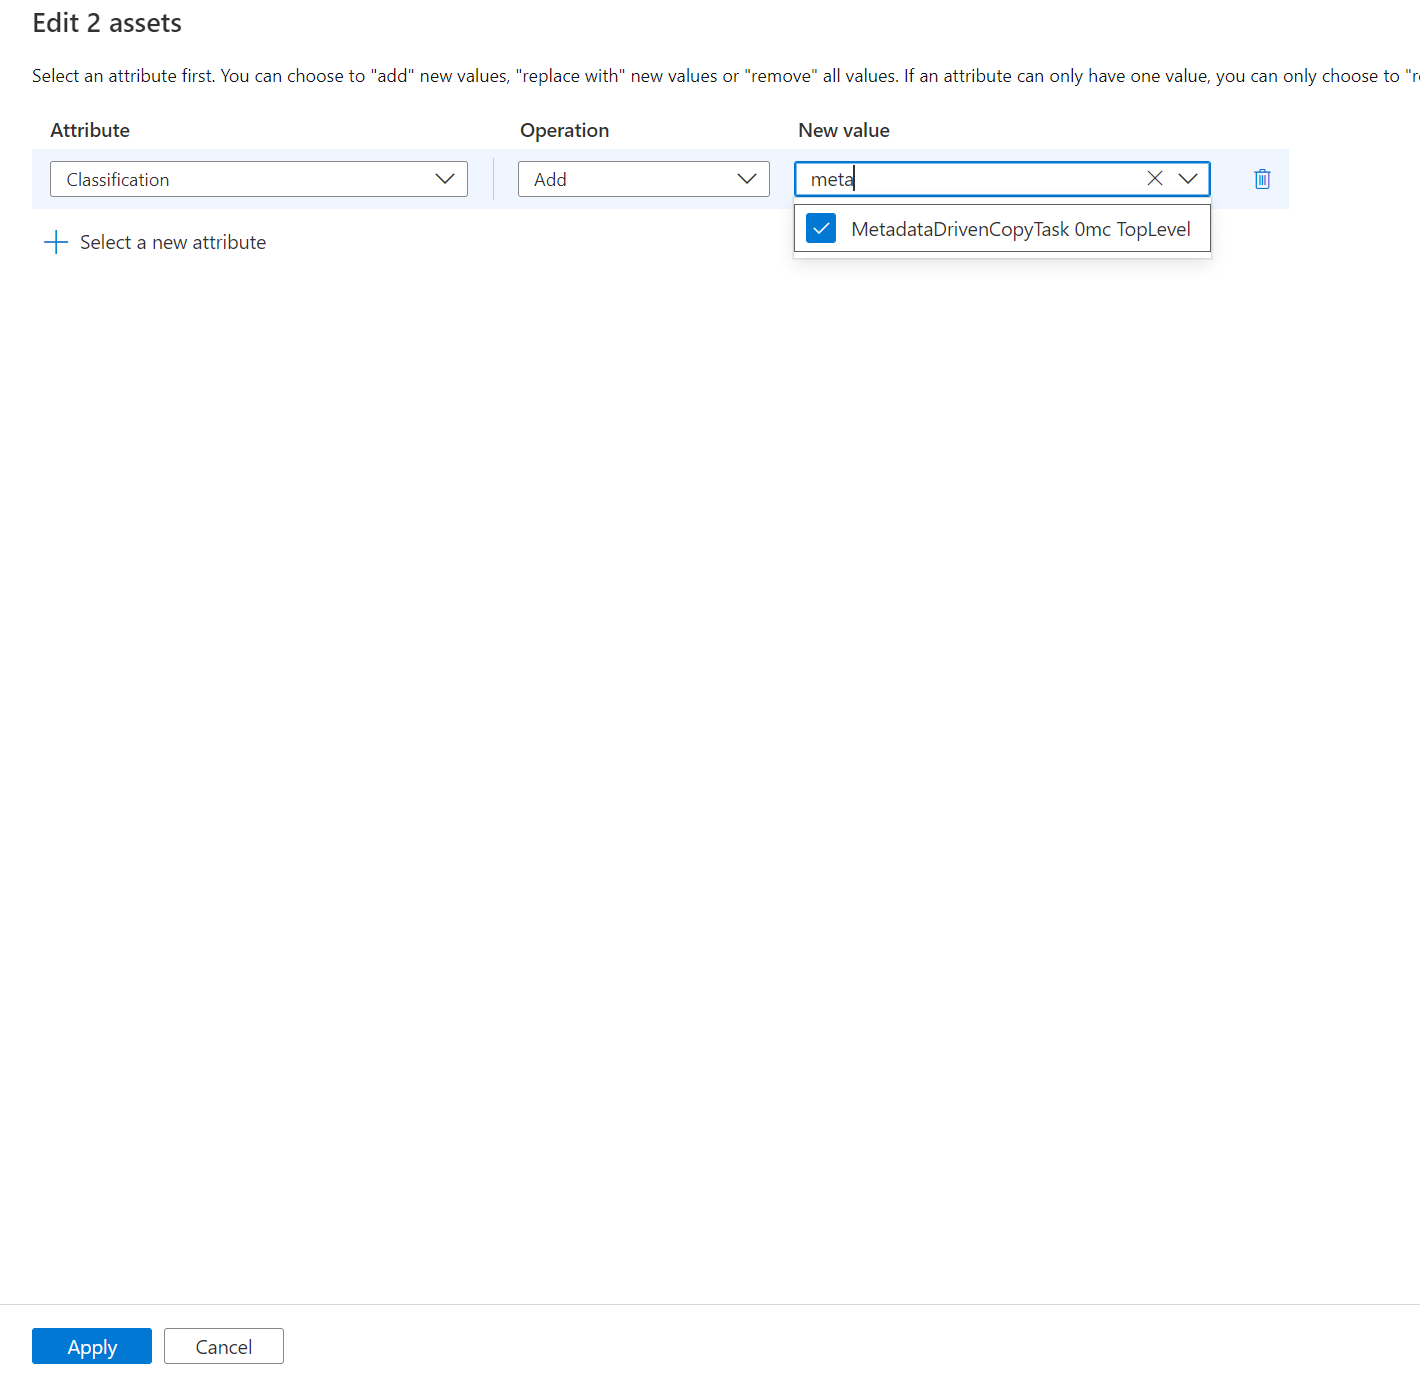 Edit 2 assets
Select an attribute first. You can choose to "add" new values, "replace with" new values or "remove" all values. If an attribute can only have one value, you can only choose to "r
Attribute Operation New value
Classification Add meta
MetadataDrivenCopyTask 0mc TopLevel
Select a new attribute
Apply Cancel